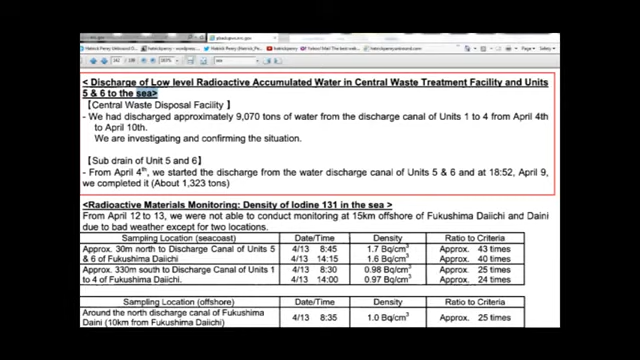 < Discharge of Low level Radioactive Accumulated Water in Central Waste Treatment Facility and Units
5 & 6 to the sea>
【Central Waste Disposal Facility】
- We had discharged approximately 9,070 tons of water from the discharge canal of Units 1 to 4 from April 4th
to April 10th.
We are investigating and confirming the situation.
【Sub drain of Unit 5 and 6】
- From April 4th, we started the discharge from the water discharge canal of Units 5 & 6 and at 18:52, April 9,
we completed it (About 1,323 tons)
<Radioactive Materials Monitoring: Density of Iodine 131 in the sea>
From April 12 to 13, we were not able to conduct monitoring at 15km offshore of Fukushima Daiichi and Daini
due to bad weather except for two locations.
Sampling Location (seacoast) Date/Time Density Ratio to Criteria
Approx. 30m north to Discharge Canal of Units 5 4/13 8:45 1.7 Bq/cm3 Approx. 43 times
& 6 of Fukushima Daiichi 4/13 14:15 1.6 Bq/cm3 Approx. 40 times
Approx. 330m south to Discharge Canal of Units 1 4/13 8:30 0.98 Bq/cm3 Approx. 25 times
to 4 of Fukushima Daiichi. 4/13 14:00 0.97 Bq/cm3 Approx. 24 times
Sampling Location (offshore) Date/Time Density Ratio to Criteria
Around the north discharge canal of Fukushima 4/13 8:35 1.0 Bq/cm3 Approx. 25 times
Daini (10km from Fukushima Daiichi)